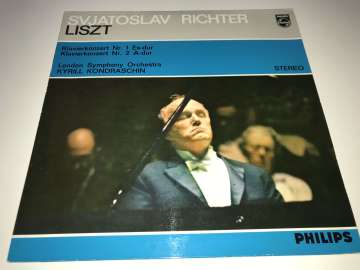 SVJATOSLAV RICHTER
LISZT
PHILIPS
Klavierkonzert Nr. 1 Es-dur
Klavierkonzert Nr. 2 A-dur
London Symphony Orchestra
KYRILL KONDRASCHIN
STEREO
PHILIPS